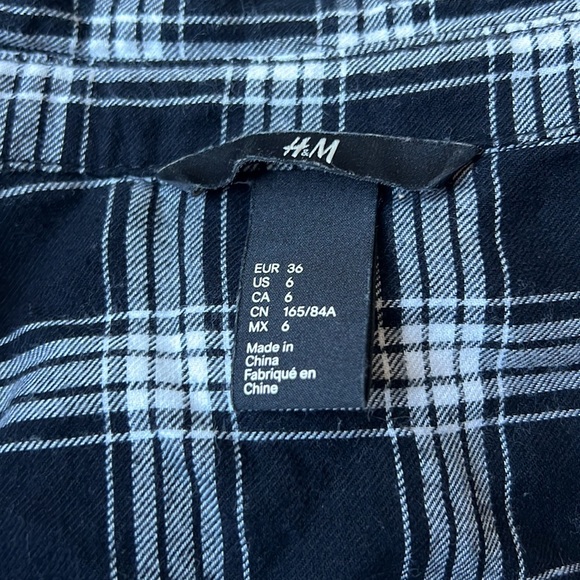 H&M
EUR 36
US 6
CA 6
CN 165/84A
MX 6
Made in
China
Fabriqué en
Chine